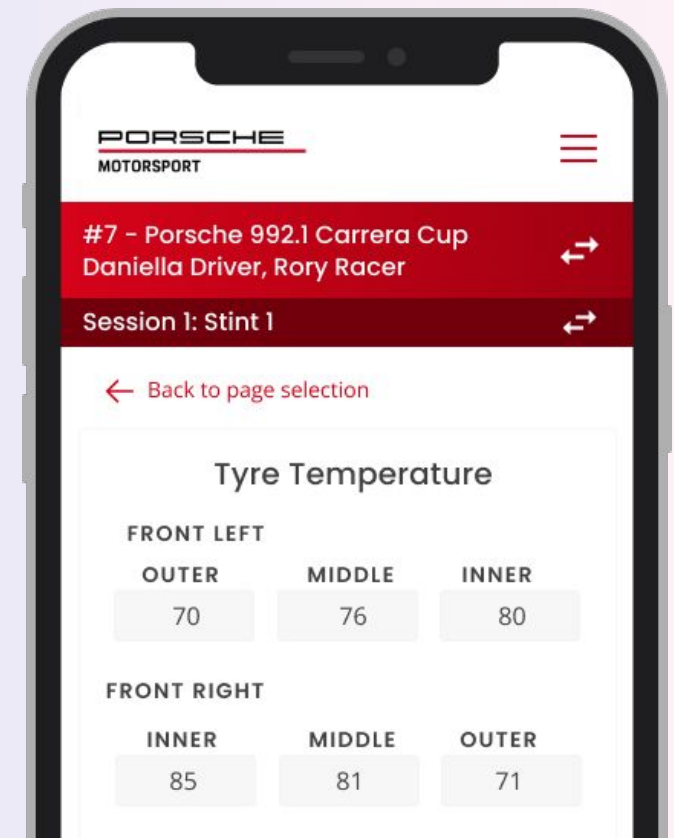 PORSCHE
MOTORSPORT
#7 - Porsche 992.1 Carrera Cup
Daniella Driver, Rory Racer
Session 1: Stint 1
Back to page selection
Tyre Temperature
FRONT LEFT
OUTER MIDDLE INNER
70 76 80
FRONT RIGHT
INNER MIDDLE OUTER
85 81 71